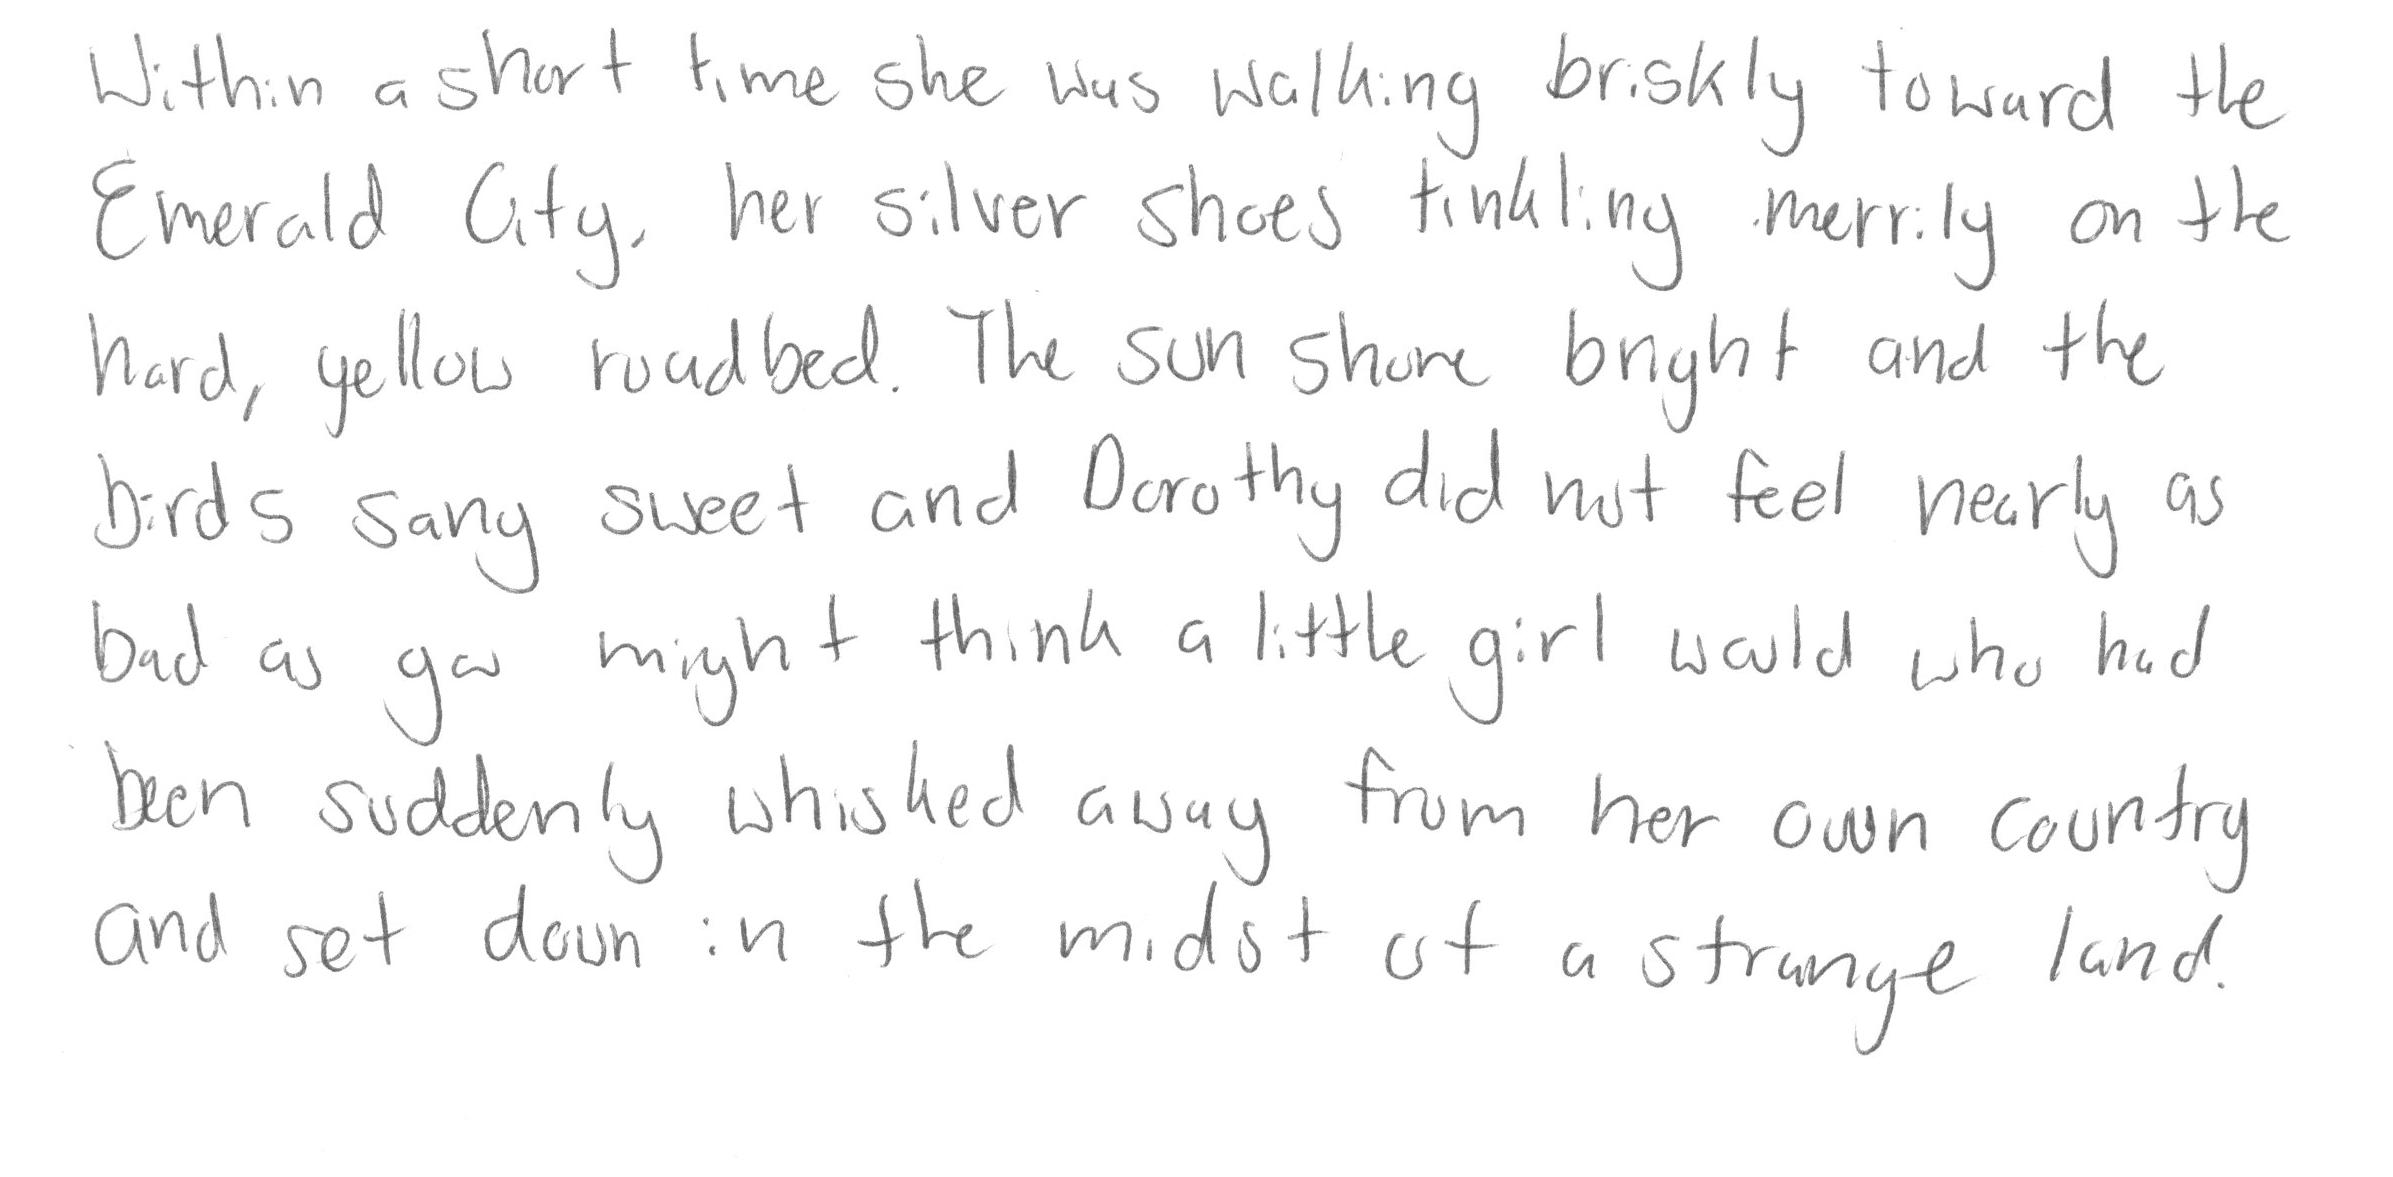 Within a short time she was walking briskly toward the
Emerald City, her silver shoes tinkling merrily on the
hard, yellow roadbed. The sun shone bright and the
birds sang sweet and Dorothy did not feel nearly as
bad as you might think a little girl would who had
been suddenly whisked away from her own country
and set down in the midst of a strange land.